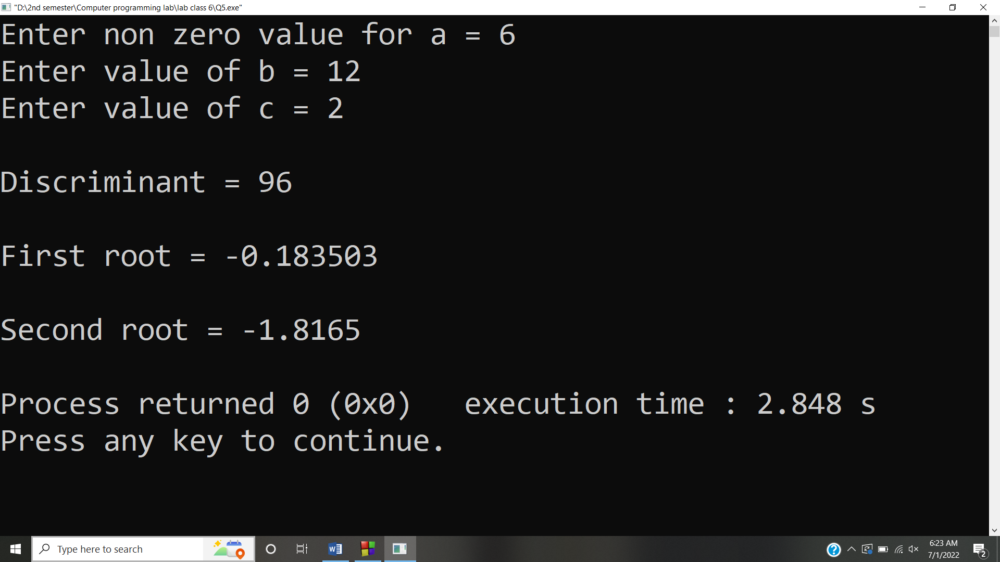 "D:\2nd semester\Computer programming lab\lab class 6\Q5.exe"
Enter non zero value for a = 6
Enter value of b = 12
Enter value of c = 2
Discriminant = 96
First root = -0.183503
Second root = -1.8165
Process returned 0 (0x0)   execution time : 2.848 s
Press any key to continue.
Type here to search
6:23 AM
7/1/2022
2